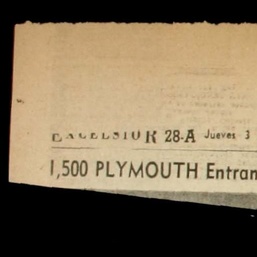 EXCELSIOR 28-A Jueves 3
1,500 PLYMOUTH Entran